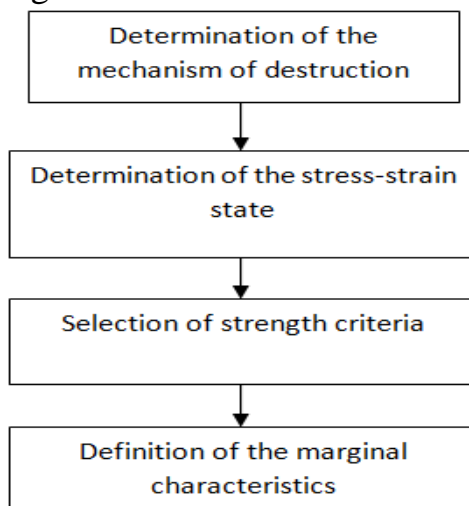 Determination of the
mechanism of destruction
Determination of the stress-strain
state
Selection of strength criteria
Definition of the marginal
characteristics